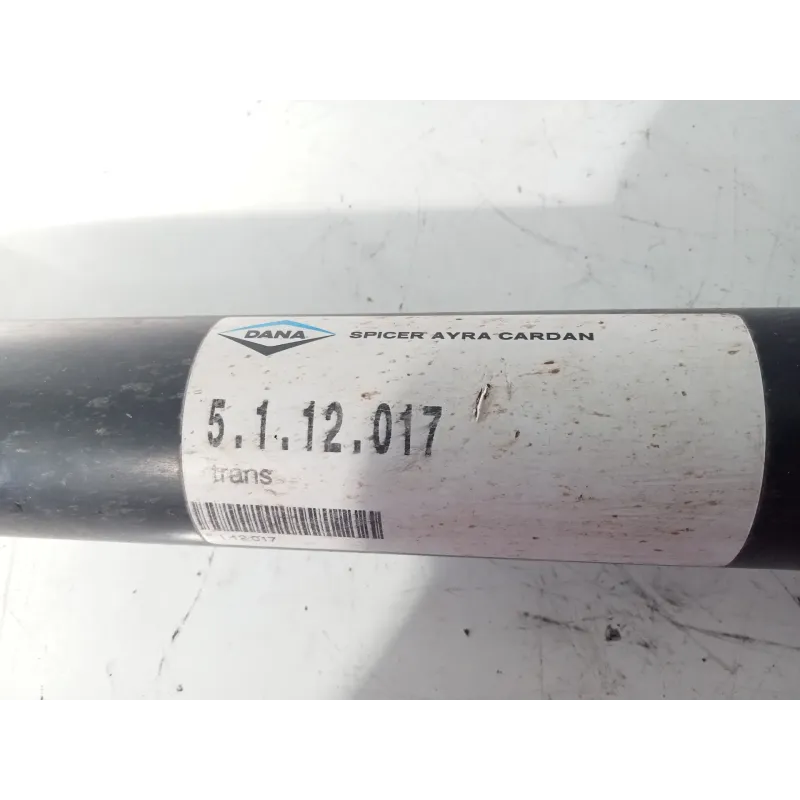 DANA SPICER AYRA CARDAN
5.1.12.017
trans